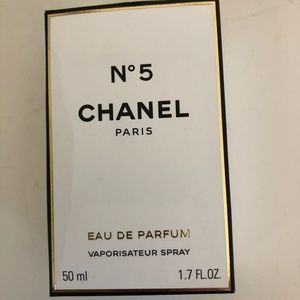 N°5
CHANEL
PARIS
EAU DE PARFUM
VAPORISATEUR SPRAY
50 ml 1.7 FL.OZ.